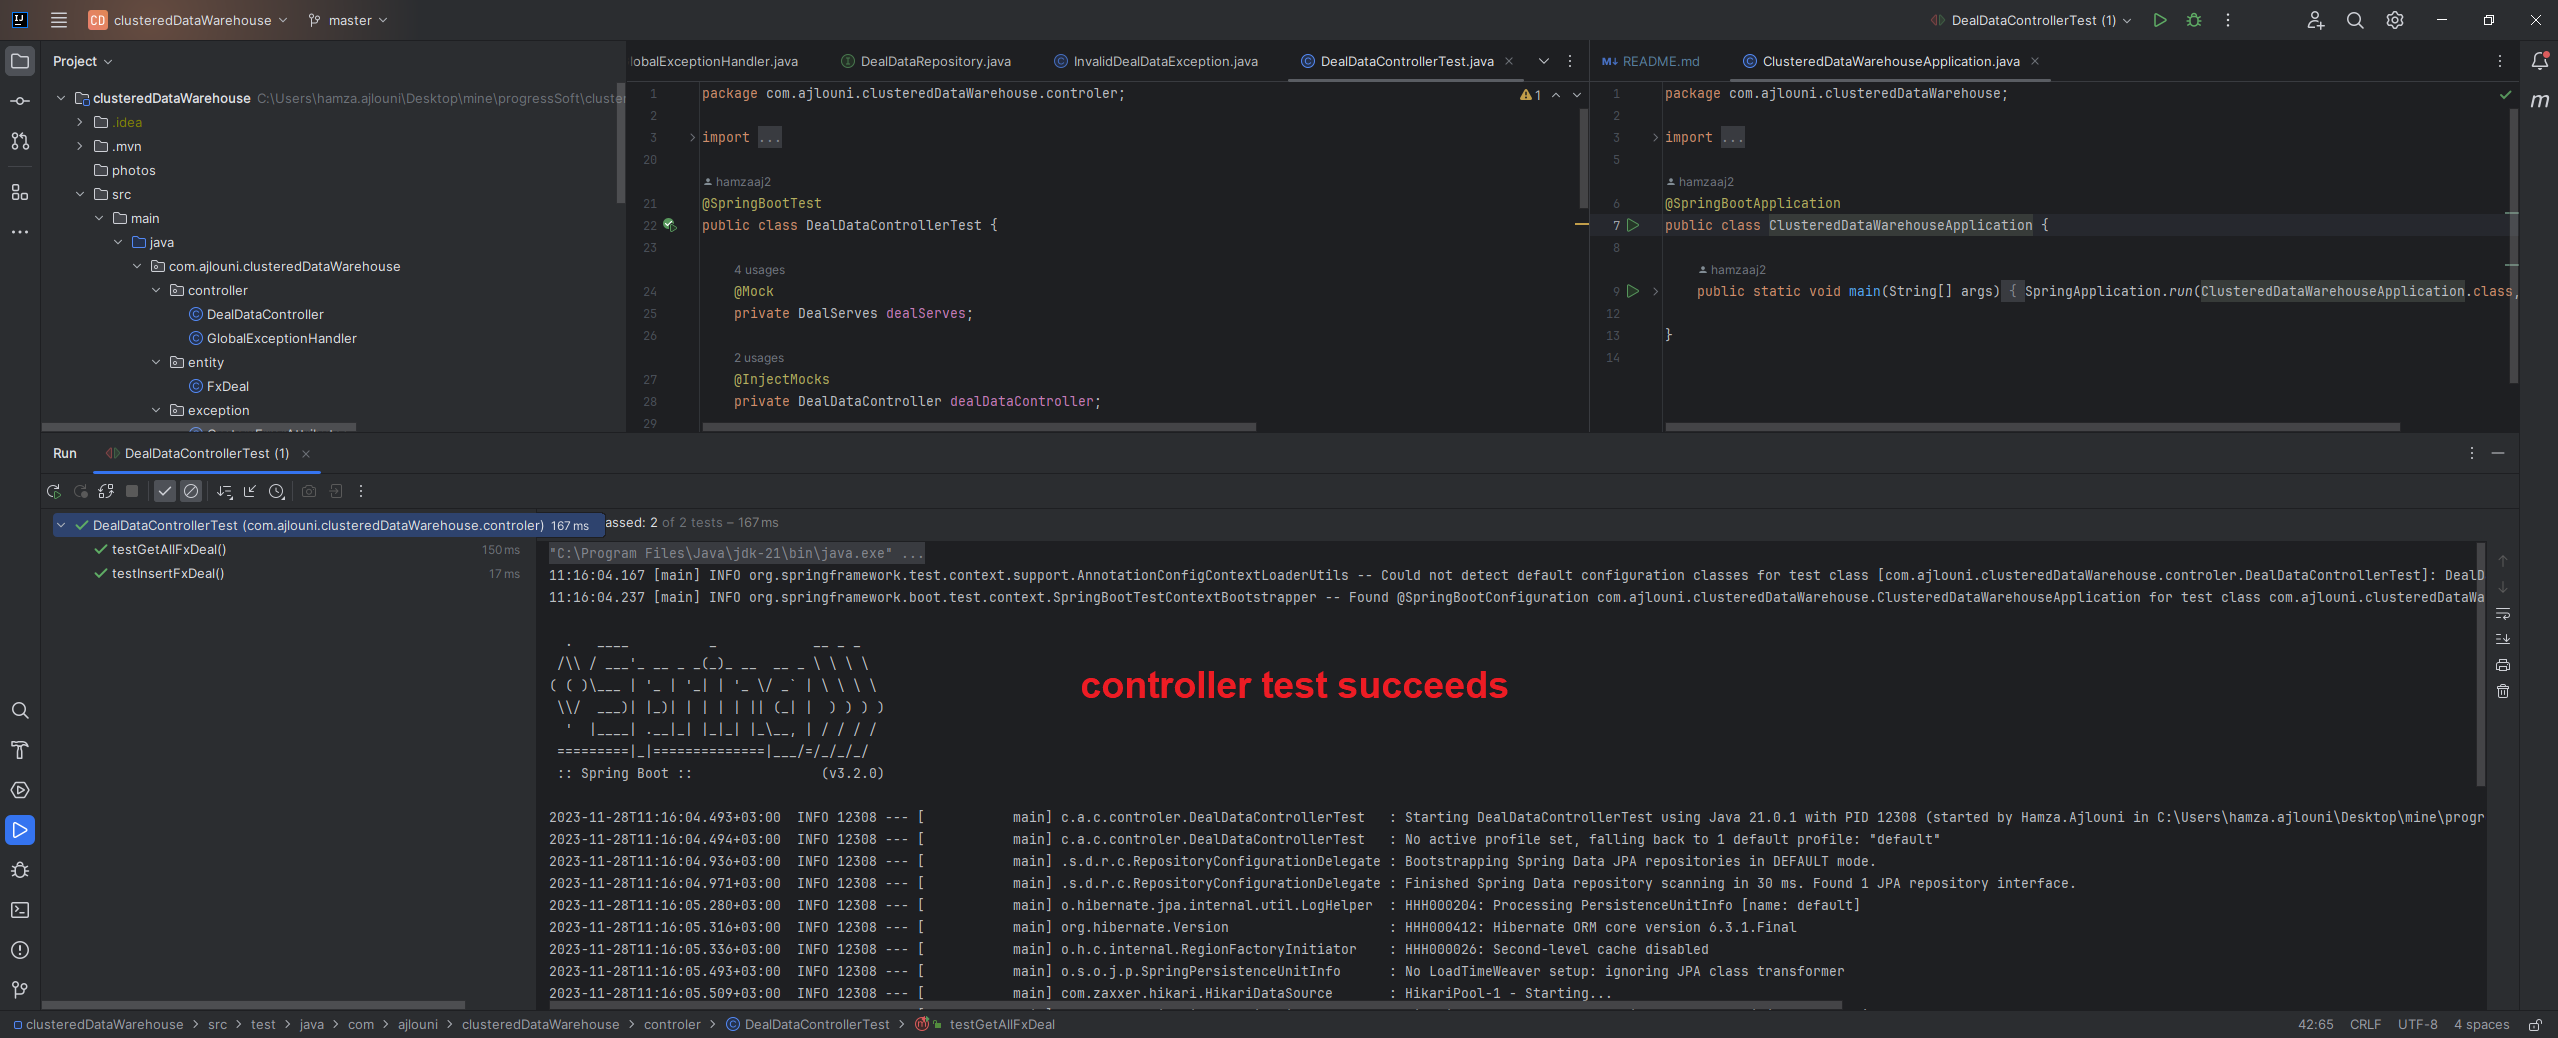 clusteredDataWarehouse master DealDataControllerTest (1)
Project
clusteredDataWarehouse C:\Users\hamza.ajlouni\Desktop\mine\progressSoft\cluster
.idea
.mvn
photos
src
main
java
com.ajlouni.clusteredDataWarehouse
controller
DealDataController
GlobalExceptionHandler
entity
FxDeal
exception
lobalExceptionHandler.java DealDataRepository.java InvalidDealDataException.java DealDataControllerTest.java
1 package com.ajlouni.clusteredDataWarehouse.controler;
2
3 import ...
20
hamzaaj2
21 @SpringBootTest
22 public class DealDataControllerTest {
23
4 usages
24 @Mock
25 private DealServes dealServes;
26
2 usages
27 @InjectMocks
28 private DealDataController dealDataController;
29
1
README.md ClusteredDataWarehouseApplication.java
1 package com.ajlouni.clusteredDataWarehouse;
2
3 import ...
5
hamzaaj2
6 @SpringBootApplication
7 public class ClusteredDataWarehouseApplication {
8
hamzaaj2
9 public static void main(String[] args) { SpringApplication.run(ClusteredDataWarehouseApplication.class,
12
13 }
14
m
Run DealDataControllerTest (1)
DealDataControllerTest (com.ajlouni.clusteredDataWarehouse.controler) 167 ms
testGetAllFxDeal() 150 ms
testInsertFxDeal() 17 ms
assed: 2 of 2 tests – 167 ms
"C:\Program Files\Java\jdk-21\bin\java.exe" ...
11:16:04.167 [main] INFO org.springframework.test.context.support.AnnotationConfigContextLoaderUtils -- Could not detect default configuration classes for test class [com.ajlouni.clusteredDataWarehouse.controler.DealDataControllerTest]: DealD
11:16:04.237 [main] INFO org.springframework.boot.test.context.SpringBootTestContextBootstrapper -- Found @SpringBootConfiguration com.ajlouni.clusteredDataWarehouse.ClusteredDataWarehouseApplication for test class com.ajlouni.clusteredDataWa
controller test succeeds
:: Spring Boot :: (v3.2.0)
2023-11-28T11:16:04.493+03:00 INFO 12308 --- [ main] c.a.c.controler.DealDataControllerTest : Starting DealDataControllerTest using Java 21.0.1 with PID 12308 (started by Hamza.Ajlouni in C:\Users\hamza.ajlouni\Desktop\mine\progr
2023-11-28T11:16:04.494+03:00 INFO 12308 --- [ main] c.a.c.controler.DealDataControllerTest : No active profile set, falling back to 1 default profile: "default"
2023-11-28T11:16:04.936+03:00 INFO 12308 --- [ main] .s.d.r.c.RepositoryConfigurationDelegate : Bootstrapping Spring Data JPA repositories in DEFAULT mode.
2023-11-28T11:16:04.971+03:00 INFO 12308 --- [ main] .s.d.r.c.RepositoryConfigurationDelegate : Finished Spring Data repository scanning in 30 ms. Found 1 JPA repository interface.
2023-11-28T11:16:05.280+03:00 INFO 12308 --- [ main] o.hibernate.jpa.internal.util.LogHelper : HHH000204: Processing PersistenceUnitInfo [name: default]
2023-11-28T11:16:05.316+03:00 INFO 12308 --- [ main] org.hibernate.Version : HHH000412: Hibernate ORM core version 6.3.1.Final
2023-11-28T11:16:05.336+03:00 INFO 12308 --- [ main] o.h.c.internal.RegionFactoryInitiator : HHH000026: Second-level cache disabled
2023-11-28T11:16:05.493+03:00 INFO 12308 --- [ main] o.s.o.j.p.SpringPersistenceUnitInfo : No LoadTimeWeaver setup: ignoring JPA class transformer
2023-11-28T11:16:05.509+03:00 INFO 12308 --- [ main] com.zaxxer.hikari.HikariDataSource : HikariPool-1 - Starting...
clusteredDataWarehouse > src > test > java > com > ajlouni > clusteredDataWarehouse > controler > DealDataControllerTest > testGetAllFxDeal 42:65 CRLF UTF-8 4 spaces